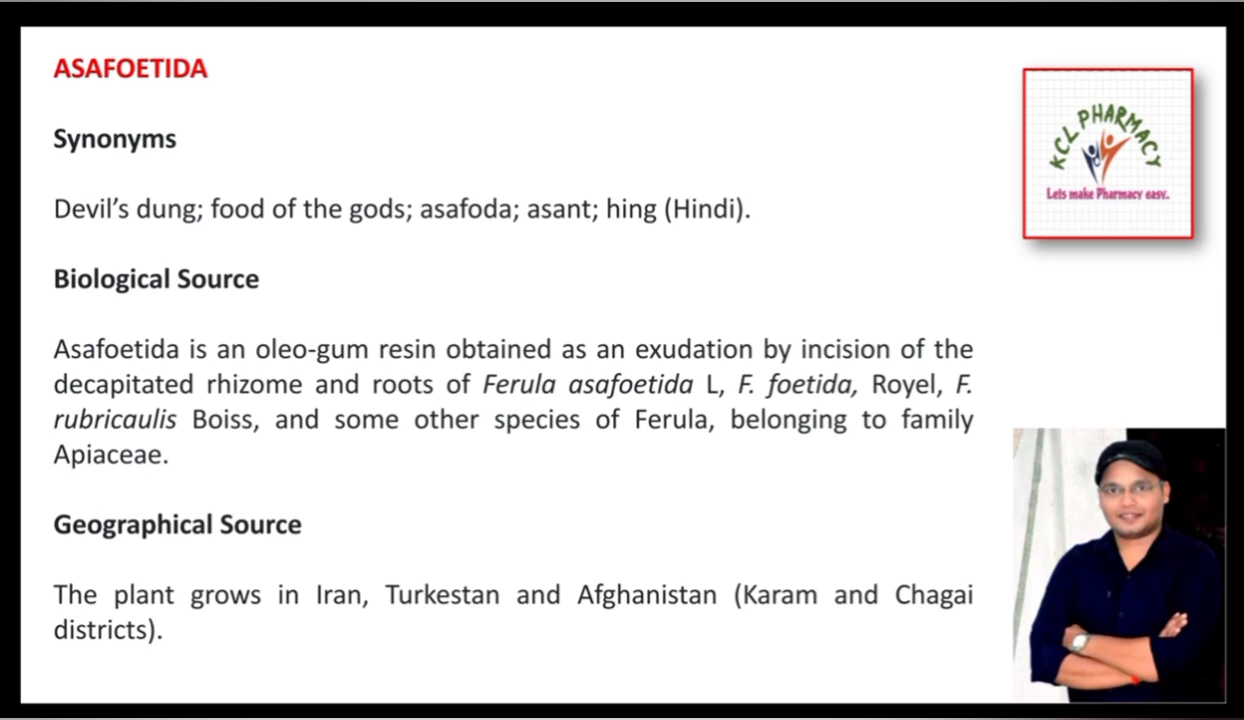 ASAFOETIDA
Synonyms
Devil’s dung; food of the gods; asafoda; asant; hing (Hindi).
Biological Source
Asafoetida is an oleo-gum resin obtained as an exudation by incision of the
decapitated rhizome and roots of Ferula asafoetida L, F. foetida, Royel, F.
rubricaulis Boiss, and some other species of Ferula, belonging to family
Apiaceae.
Geographical Source
The plant grows in Iran, Turkestan and Afghanistan (Karam and Chagai
districts).
KCL PHARMACY
Lets make Pharmacy easy.